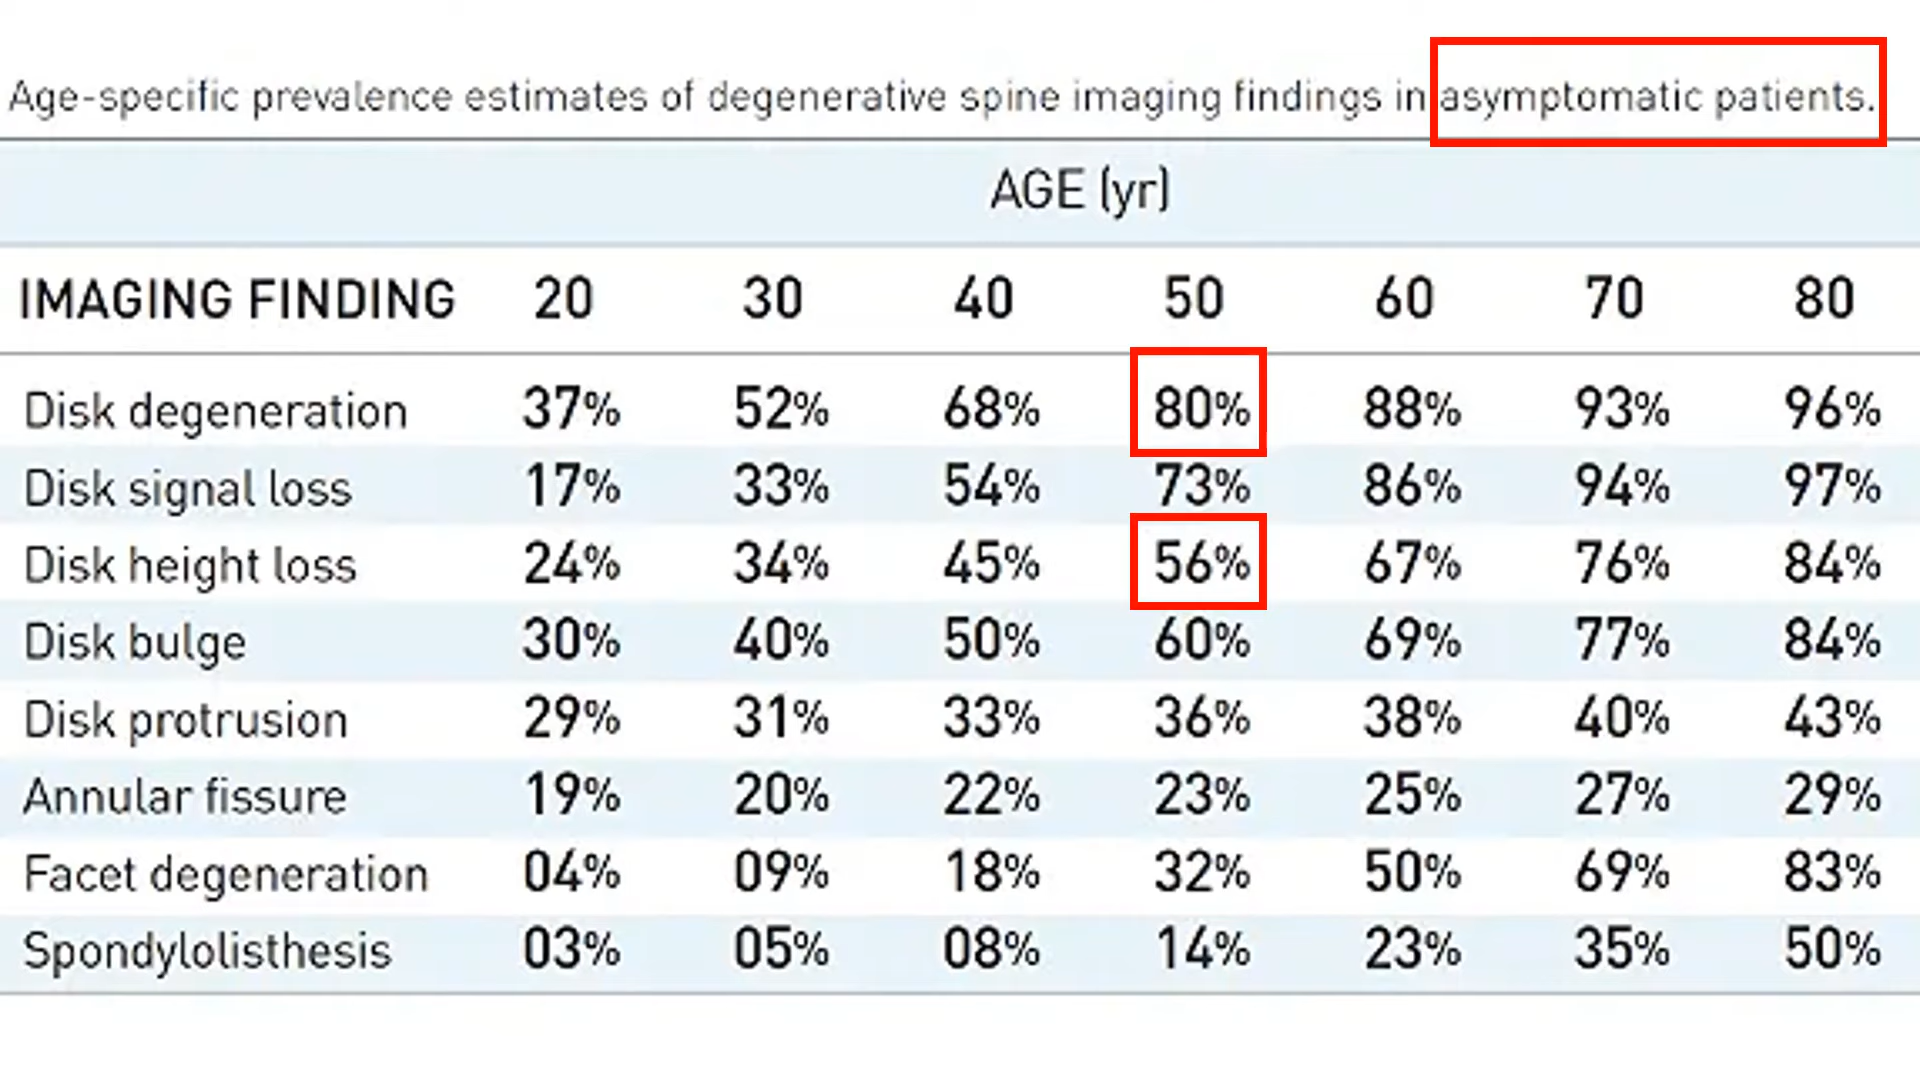 Age-specific prevalence estimates of degenerative spine imaging findings in asymptomatic patients.
AGE (yr)
IMAGING FINDING 20 30 40 50 60 70 80
Disk degeneration 37% 52% 68% 80% 88% 93% 96%
Disk signal loss 17% 33% 54% 73% 86% 94% 97%
Disk height loss 24% 34% 45% 56% 67% 76% 84%
Disk bulge 30% 40% 50% 60% 69% 77% 84%
Disk protrusion 29% 31% 33% 36% 38% 40% 43%
Annular fissure 19% 20% 22% 23% 25% 27% 29%
Facet degeneration 04% 09% 18% 32% 50% 69% 83%
Spondylolisthesis 03% 05% 08% 14% 23% 35% 50%